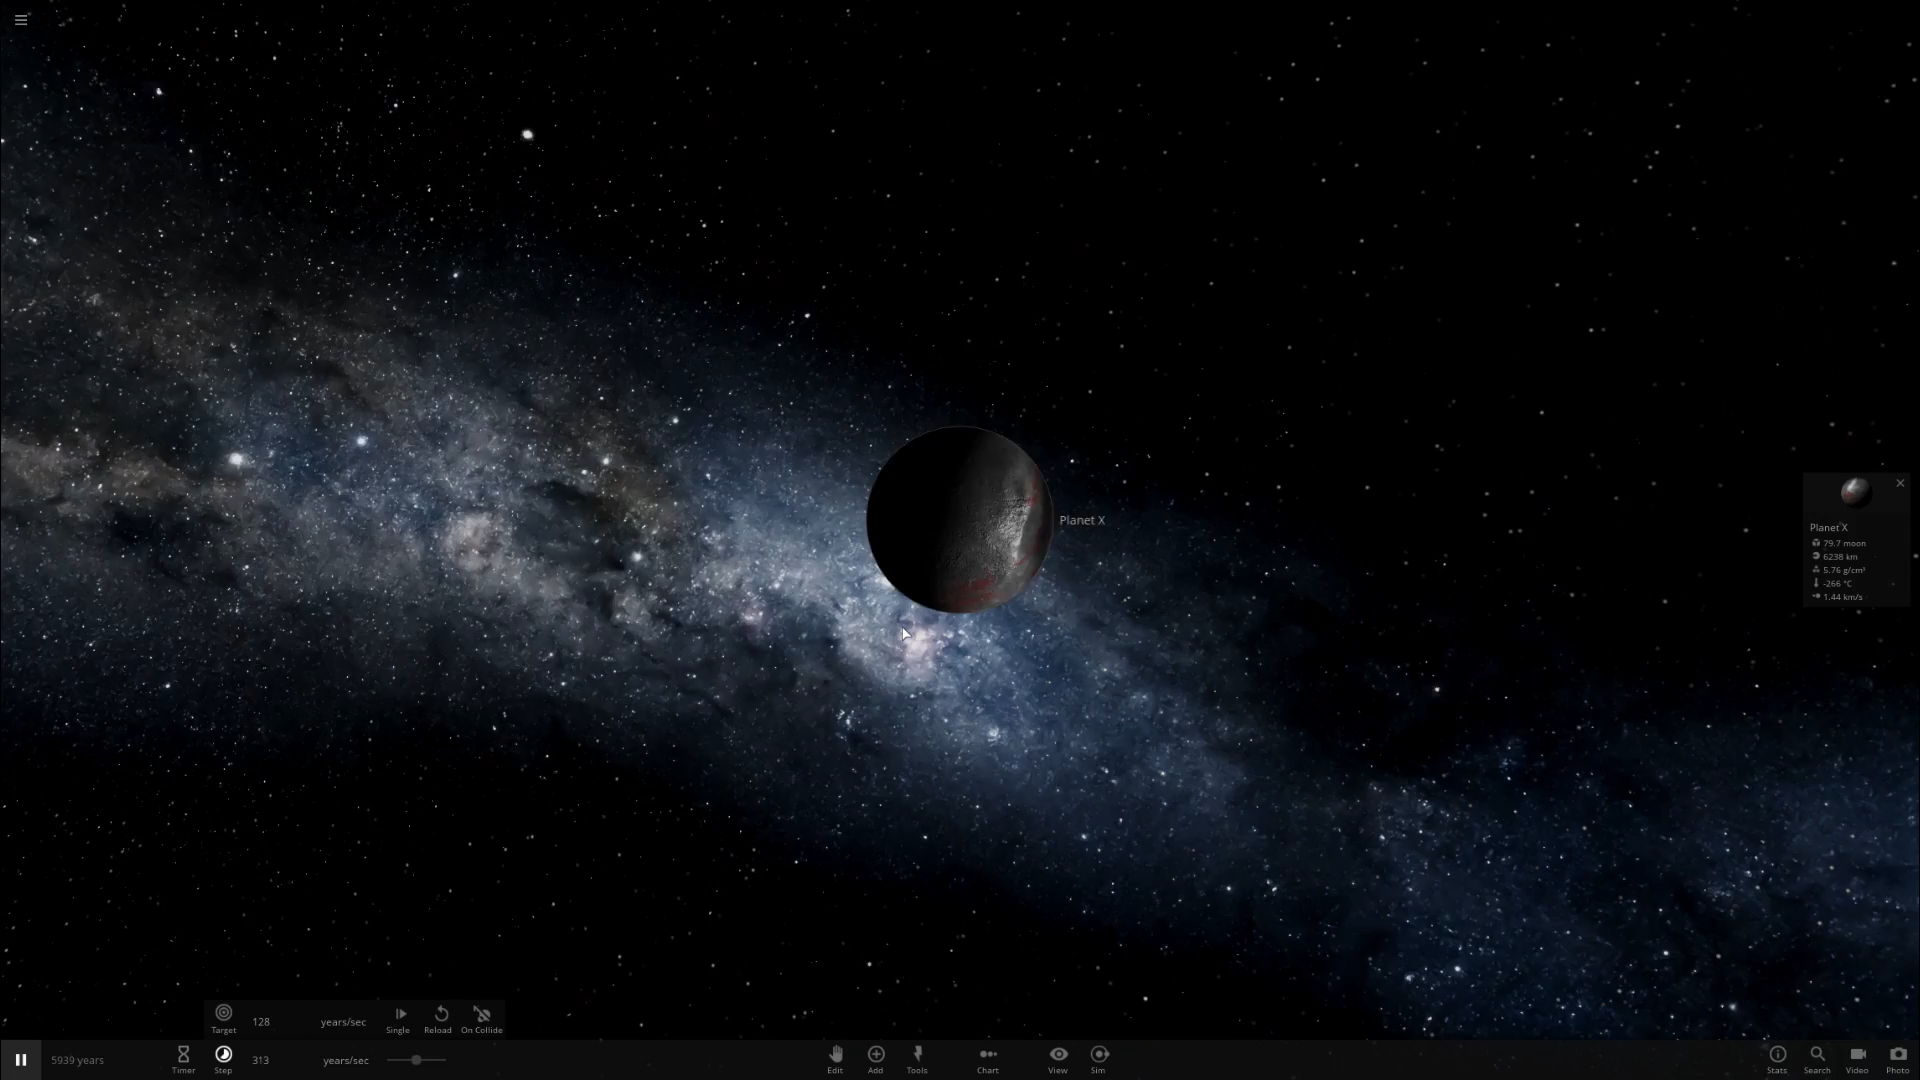 Planet X
Planet X
79.7 moon
6238 km
5.76 g/cm³
-266 °C
1.44 km/s
Target
128
years/sec
Single
Reload
On Collide
5939 years
Timer
Step
313
years/sec
Edit
Add
Tools
Chart
View
Sim
Stats
Search
Video
Photo